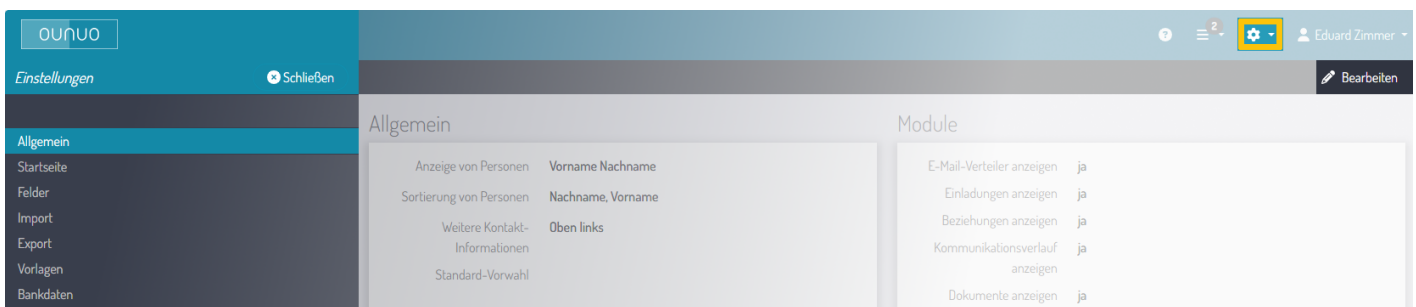 ounuo
2
Eduard Zimmer
Einstellungen
Schließen
Bearbeiten
Allgemein
Startseite
Felder
Import
Export
Vorlagen
Bankdaten
Allgemein
Anzeige von Personen Vorname Nachname
Sortierung von Personen Nachname, Vorname
Weitere Kontakt- Oben links
Informationen
Standard-Vorwahl
Module
E-Mail-Verteiler anzeigen ja
Einladungen anzeigen ja
Beziehungen anzeigen ja
Kommunikationsverlauf ja
anzeigen
Dokumente anzeigen ja